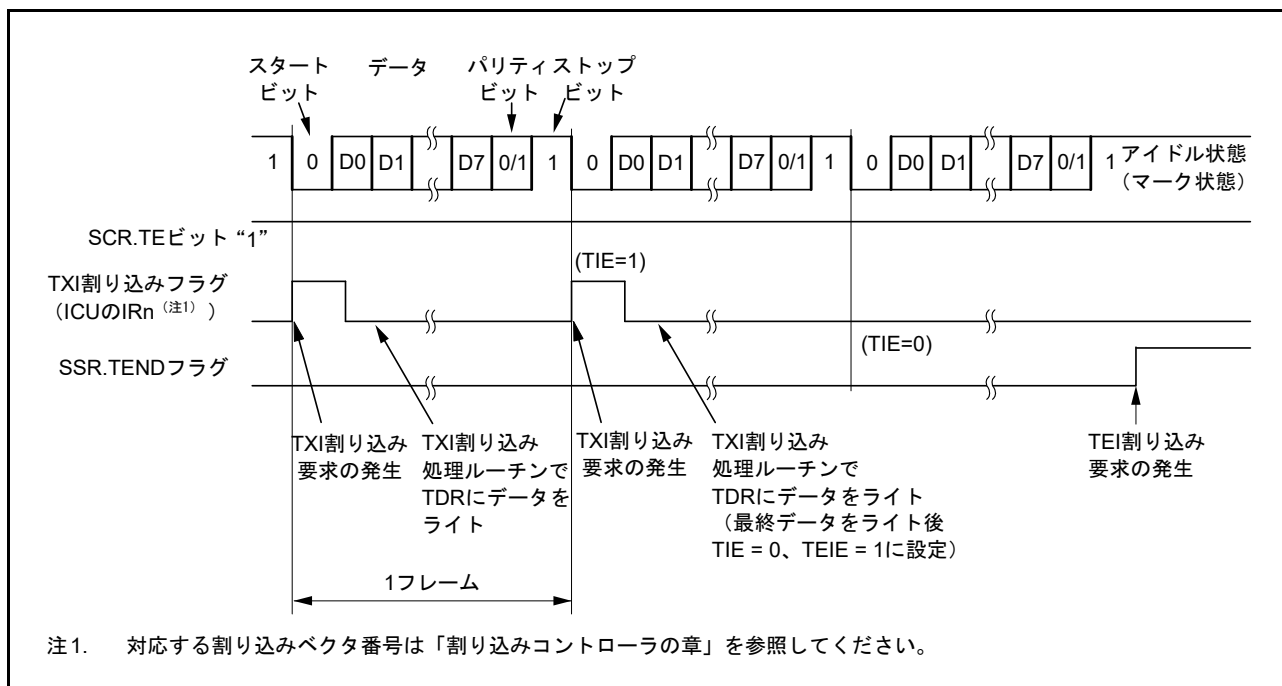 スタート
ビット
データ
パリティ
ビット
ストップ
ビット
1 0 D0 D1 D7 0/1 1 0 D0 D1 D7 0/1 1 0 D0 D1 D7 0/1 1
アイドル状態
（マーク状態）
SCR.TEビット “1”
TXI割り込みフラグ
（ICUのIRn（注1））
(TIE=1)
(TIE=0)
SSR.TENDフラグ
TXI割り込み
要求の発生
TXI割り込み
処理ルーチンで
TDRにデータを
ライト
TXI割り込み
要求の発生
TXI割り込み
処理ルーチンで
TDRにデータをライト
（最終データをライト後
TIE = 0、TEIE = 1に設定）
TEI割り込み
要求の発生
1フレーム
注1. 対応する割り込みベクタ番号は「割り込みコントローラの章」を参照してください。